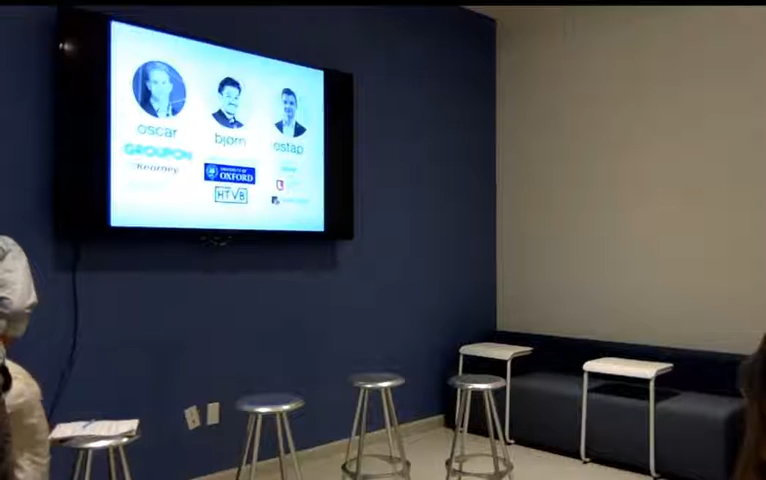 oscar
bjorn
ostap
GROUPON
Kearney
UNIVERSITY OF
OXFORD
HTVB